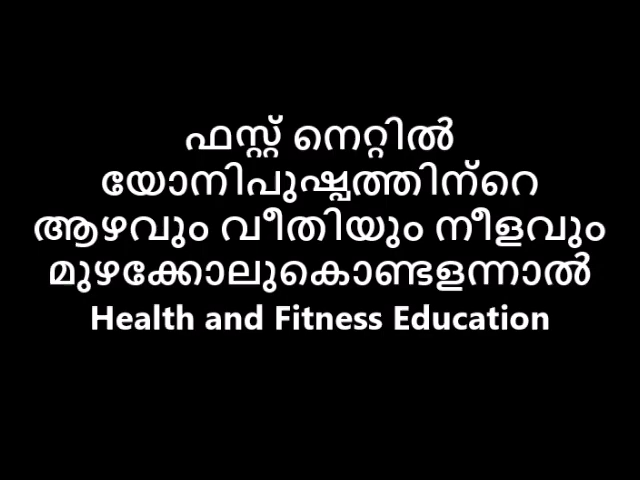 ഫസ്റ്റ് നെറ്റിൽ
യോനിപുഷ്പത്തിന്റെ
ആഴവും വീതിയും നീളവും
മുഴക്കോലുകൊണ്ടളന്നാൽ
Health and Fitness Education